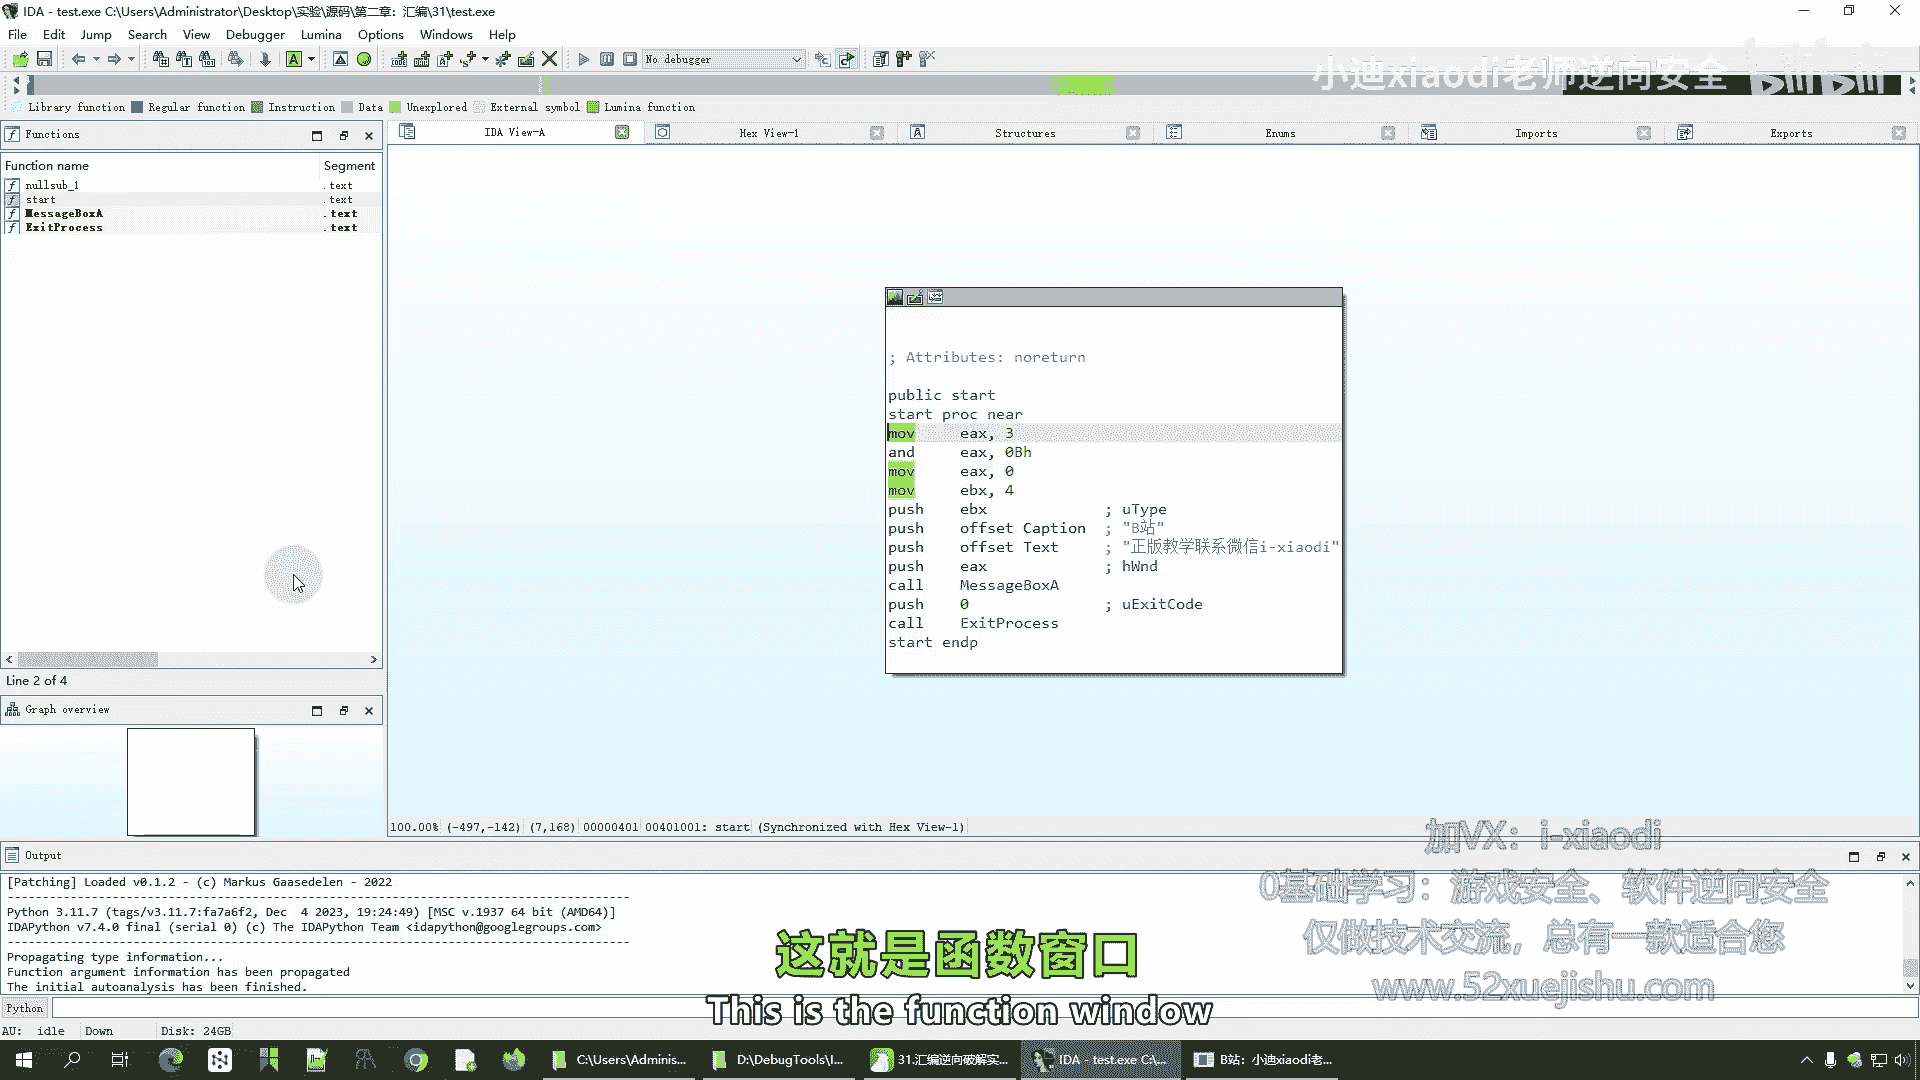 IDA - test.exe C:\Users\Administrator\Desktop\实验\源码\第二章：汇编\31\test.exe
File Edit Jump Search View Debugger Lumina Options Windows Help
No debugger
小迪xiaodi老师逆向安全 bilibili
Library function Regular function Instruction Data Unexplored External symbol Lumina function
Functions
IDA View-A Hex View-1 Structures Enums Imports Exports
Function name Segment
nullsub_1 .text
start .text
MessageBoxA .text
ExitProcess .text
; Attributes: noreturn
public start
start proc near
mov eax, 3
and eax, 0Bh
mov eax, 0
mov ebx, 4
push ebx ; uType
push offset Caption ; "B站"
push offset Text ; "正版教学联系微信i-xiaodi"
push eax ; hWnd
call MessageBoxA
push 0 ; uExitCode
call ExitProcess
start endp
Line 2 of 4
Graph overview
100.00% (-497,-142) (7,168) 00000401 00401001: start (Synchronized with Hex View-1)
Output
[Patching] Loaded v0.1.2 - (c) Markus Gaasedelen - 2022
Python 3.11.7 (tags/v3.11.7:fa7a6f2, Dec  4 2023, 19:24:49) [MSC v.1937 64 bit (AMD64)]
IDAPython v7.4.0 final (serial 0) (c) The IDAPython Team <idapython@googlegroups.com>
Propagating type information...
Function argument information has been propagated
The initial autoanalysis has been finished.
Python
AU: idle Down Disk: 24GB
加VX：i-xiaodi
0基础学习：游戏安全、软件逆向安全
仅做技术交流，总有一款适合您
www.52xuejishu.com
这就是函数窗口
This is the function window
C:\Users\Adminis... D:\DebugTools\I... 31.汇编逆向破解实... IDA - test.exe C:\... B站：小迪xiaodi老...